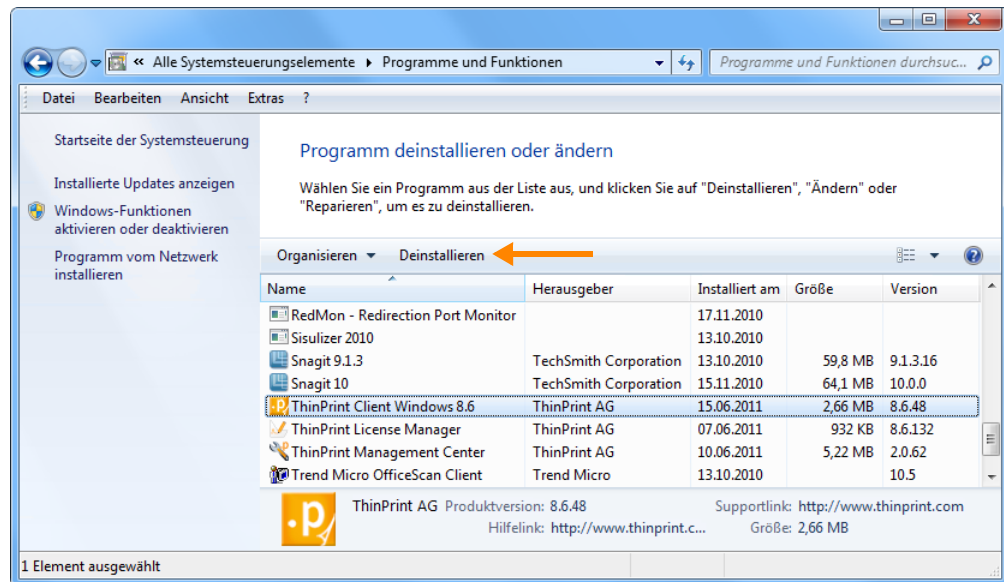 « Alle Systemsteuerungselemente ▸ Programme und Funktionen
Programme und Funktionen durchsuc...
Datei Bearbeiten Ansicht Extras ?
Startseite der Systemsteuerung
Installierte Updates anzeigen
Windows-Funktionen
aktivieren oder deaktivieren
Programm vom Netzwerk
installieren
Programm deinstallieren oder ändern
Wählen Sie ein Programm aus der Liste aus, und klicken Sie auf "Deinstallieren", "Ändern" oder
"Reparieren", um es zu deinstallieren.
Organisieren Deinstallieren
Name Herausgeber Installiert am Größe Version
RedMon - Redirection Port Monitor 17.11.2010
Sisulizer 2010 13.10.2010
Snagit 9.1.3 TechSmith Corporation 13.10.2010 59,8 MB 9.1.3.16
Snagit 10 TechSmith Corporation 15.11.2010 64,1 MB 10.0.0
ThinPrint Client Windows 8.6 ThinPrint AG 15.06.2011 2,66 MB 8.6.48
ThinPrint License Manager ThinPrint AG 07.06.2011 932 KB 8.6.132
ThinPrint Management Center ThinPrint AG 10.06.2011 5,22 MB 2.0.62
Trend Micro OfficeScan Client Trend Micro 13.10.2010 10.5
.p
ThinPrint AG Produktversion: 8.6.48 Supportlink: http://www.thinprint.com
Hilfelink: http://www.thinprint.c... Größe: 2,66 MB
1 Element ausgewählt